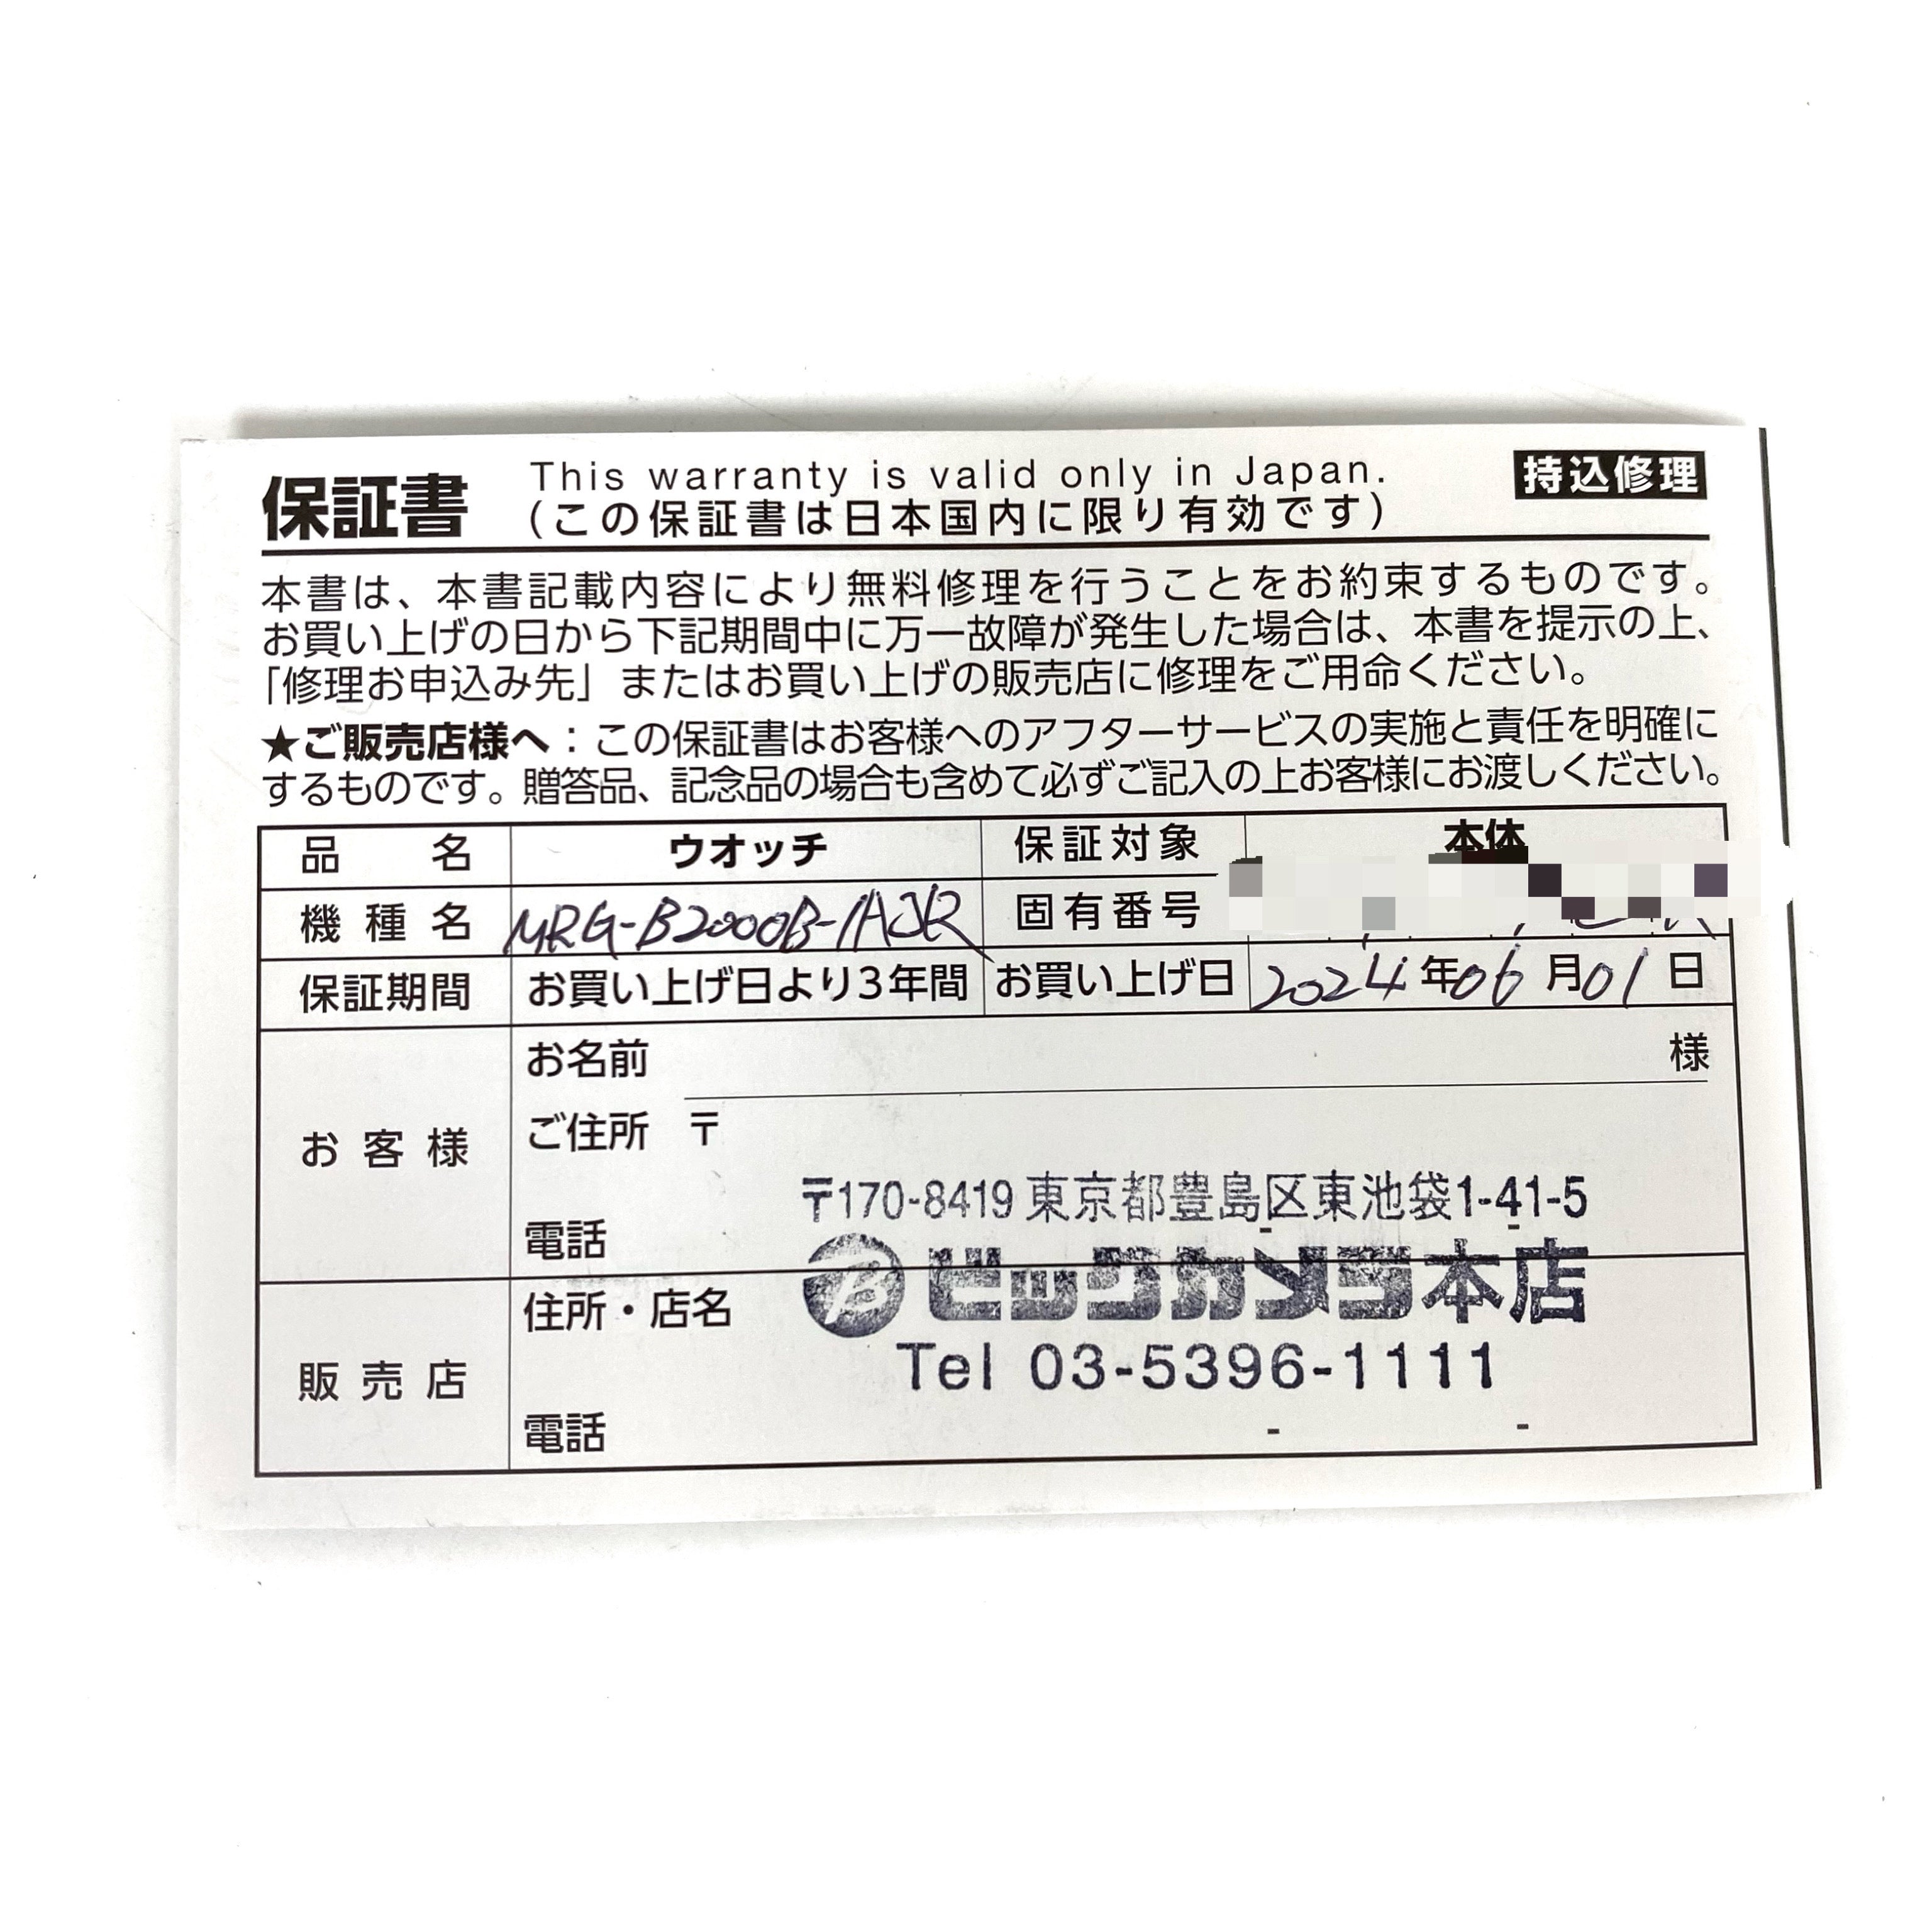 保証書
This warranty is valid only in Japan.
(この保証書は日本国内に限り有効です)
持込修理
本書は、本書記載内容により無料修理を行うことをお約束するものです。
お買い上げの日から下記期間中に万一故障が発生した場合は、本書を提示の上、
「修理お申込み先」またはお買い上げの販売店に修理をご用命ください。
★ご販売店様へ：この保証書はお客様へのアフターサービスの実施と責任を明確に
するものです。贈答品、記念品の場合も含めて必ずご記入の上お客様にお渡しください。
品名 ウオッチ 保証対象 本体
機種名 MRG-B2000B-1AJR 固有番号
保証期間 お買い上げ日より3年間 お買い上げ日 2024年06月01日
お客様 お名前 様
ご住所 〒
〒170-8419 東京都豊島区東池袋1-41-5
電話 - -
B ビックカメラ本店
販売店 住所・店名
Tel 03-5396-1111
電話 - -